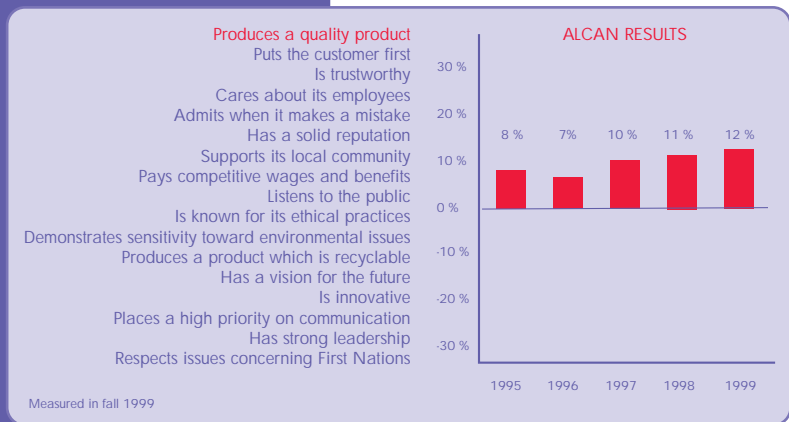 Produces a quality product
Puts the customer first
Is trustworthy
Cares about its employees
Admits when it makes a mistake
Has a solid reputation
Supports its local community
Pays competitive wages and benefits
Listens to the public
Is known for its ethical practices
Demonstrates sensitivity toward environmental issues
Produces a product which is recyclable
Has a vision for the future
Is innovative
Places a high priority on communication
Has strong leadership
Respects issues concerning First Nations
Measured in fall 1999
ALCAN RESULTS
30 %
20 %
10 %
0 %
-10 %
-20 %
-30 %
8 % 7% 10 % 11 % 12 %
1995 1996 1997 1998 1999